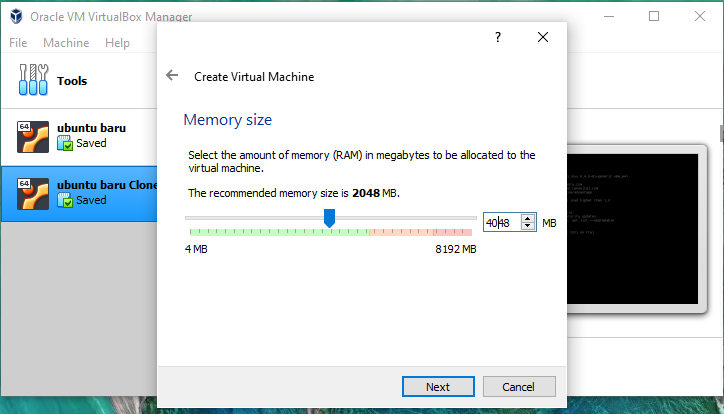 Oracle VM VirtualBox Manager
File Machine Help
Tools
64
ubuntu baru
Saved
64
ubuntu baru Clone
Saved
?
Create Virtual Machine
Memory size
Select the amount of memory (RAM) in megabytes to be allocated to the
virtual machine.
The recommended memory size is 2048 MB.
4048 MB
4 MB 8192 MB
Next Cancel